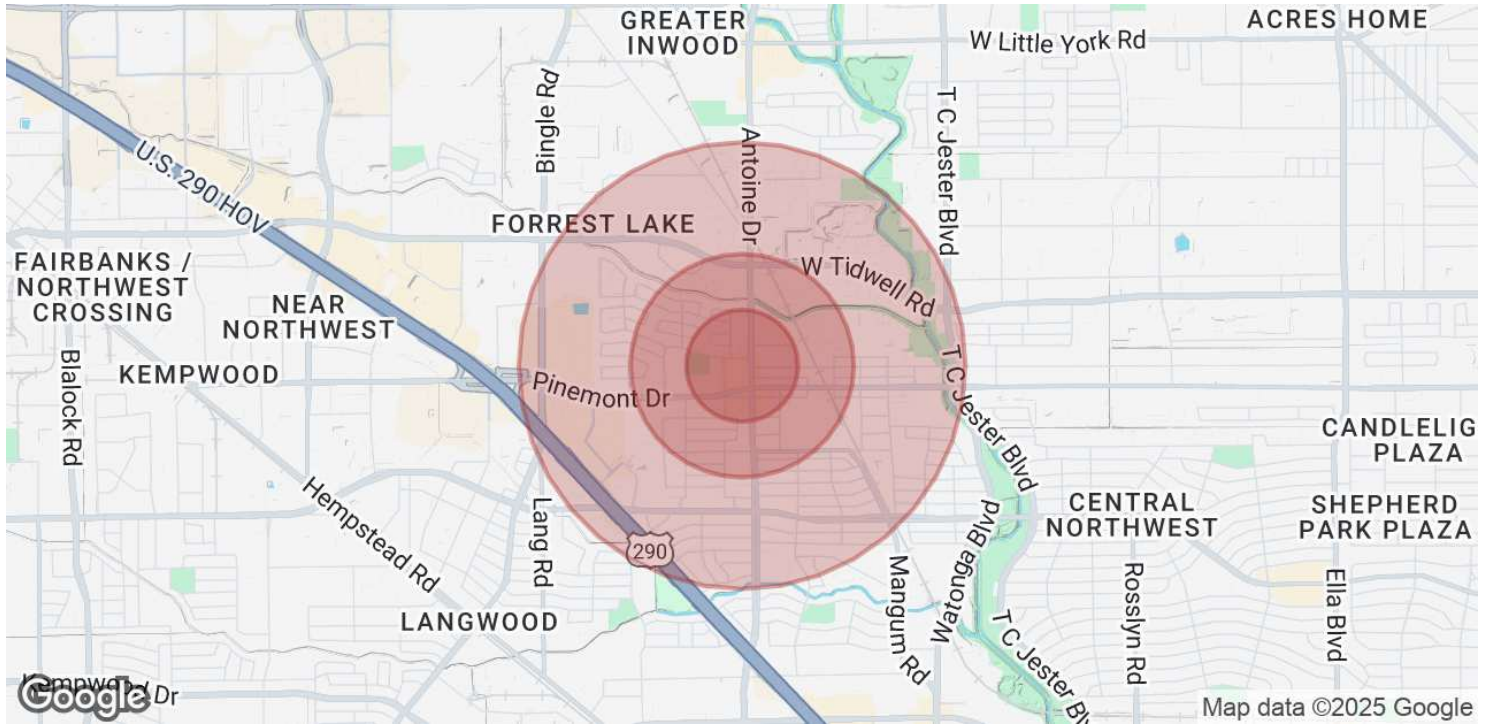 GREATER
INWOOD
ACRES HOME
W Little York Rd
Bingle Rd
T C Jester Blvd
Antoine Dr
U.S. 290 HOV
FORREST LAKE
W Tidwell Rd
FAIRBANKS /
NORTHWEST
CROSSING
NEAR
NORTHWEST
Blalock Rd
KEMPWOOD
Pinemont Dr
T C Jester Blvd
CANDLELIG
PLAZA
Hempstead Rd
Lang Rd
290
CENTRAL
NORTHWEST
SHEPHERD
PARK PLAZA
Watonga Blvd
Mangum Rd
Rosslyn Rd
Ella Blvd
LANGWOOD
T C Jester Blv
Kempwood Dr
Google
Map data ©2025 Google